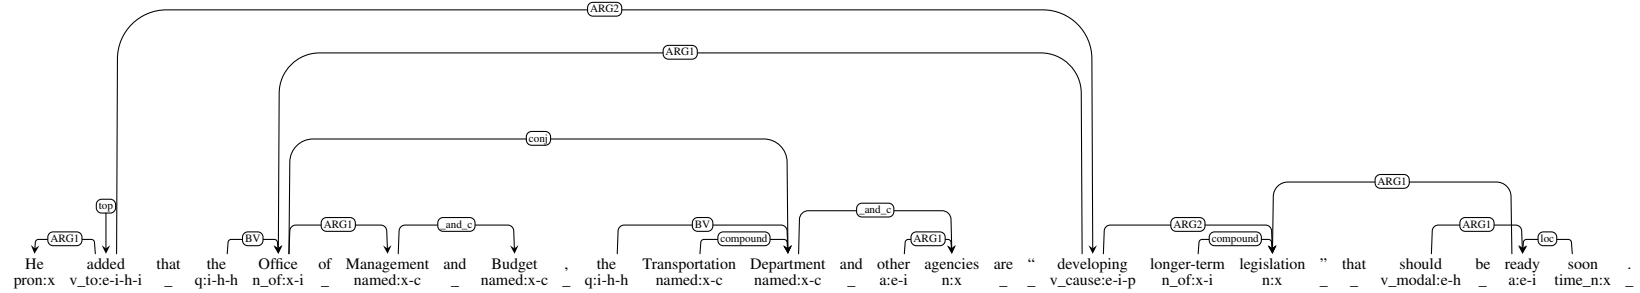 ARG2
ARG1
conj
ARG1
top
_and_c
ARG1 BV ARG1 _and_c BV compound ARG1 ARG2 compound ARG1 loc
He added that the Office of Management and Budget , the Transportation Department and other agencies are “ developing longer-term legislation ” that should be ready soon .
pron:x v_to:e-i-h-i _ q:i-h-h n_of:x-i _ named:x-c _ named:x-c _ q:i-h-h named:x-c named:x-c _ a:e-i n:x _ _ v_cause:e-i-p n_of:x-i n:x _ _ v_modal:e-h _ a:e-i time_n:x _